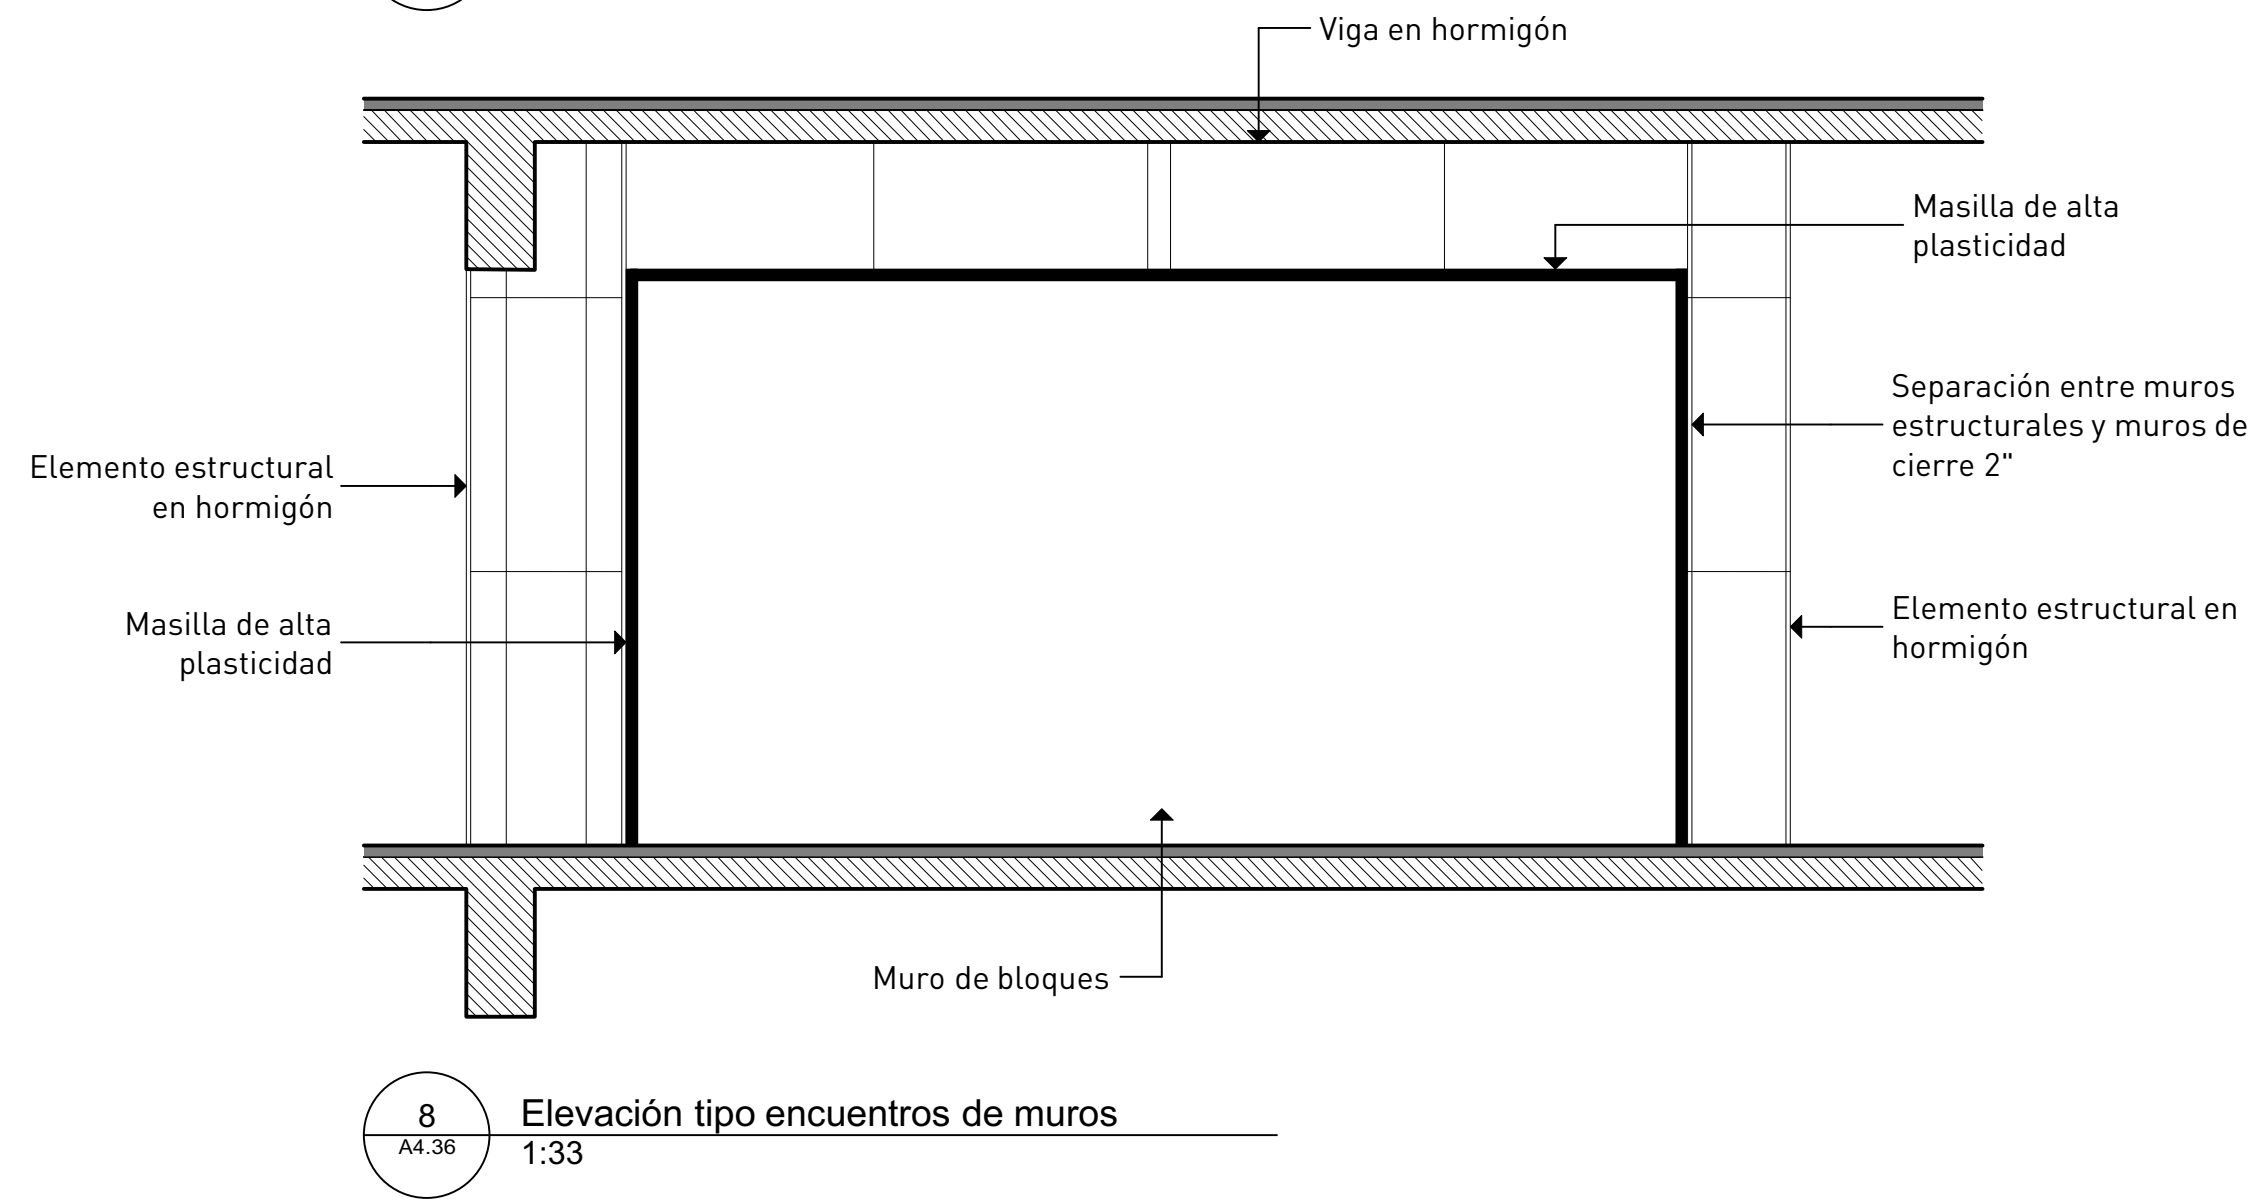 Viga en hormigón
Masilla de alta
plasticidad
Separación entre muros
estructurales y muros de
cierre 2"
Elemento estructural
en hormigón
Elemento estructural en
hormigón
Masilla de alta
plasticidad
Muro de bloques
8
A4.36
Elevación tipo encuentros de muros
1:33